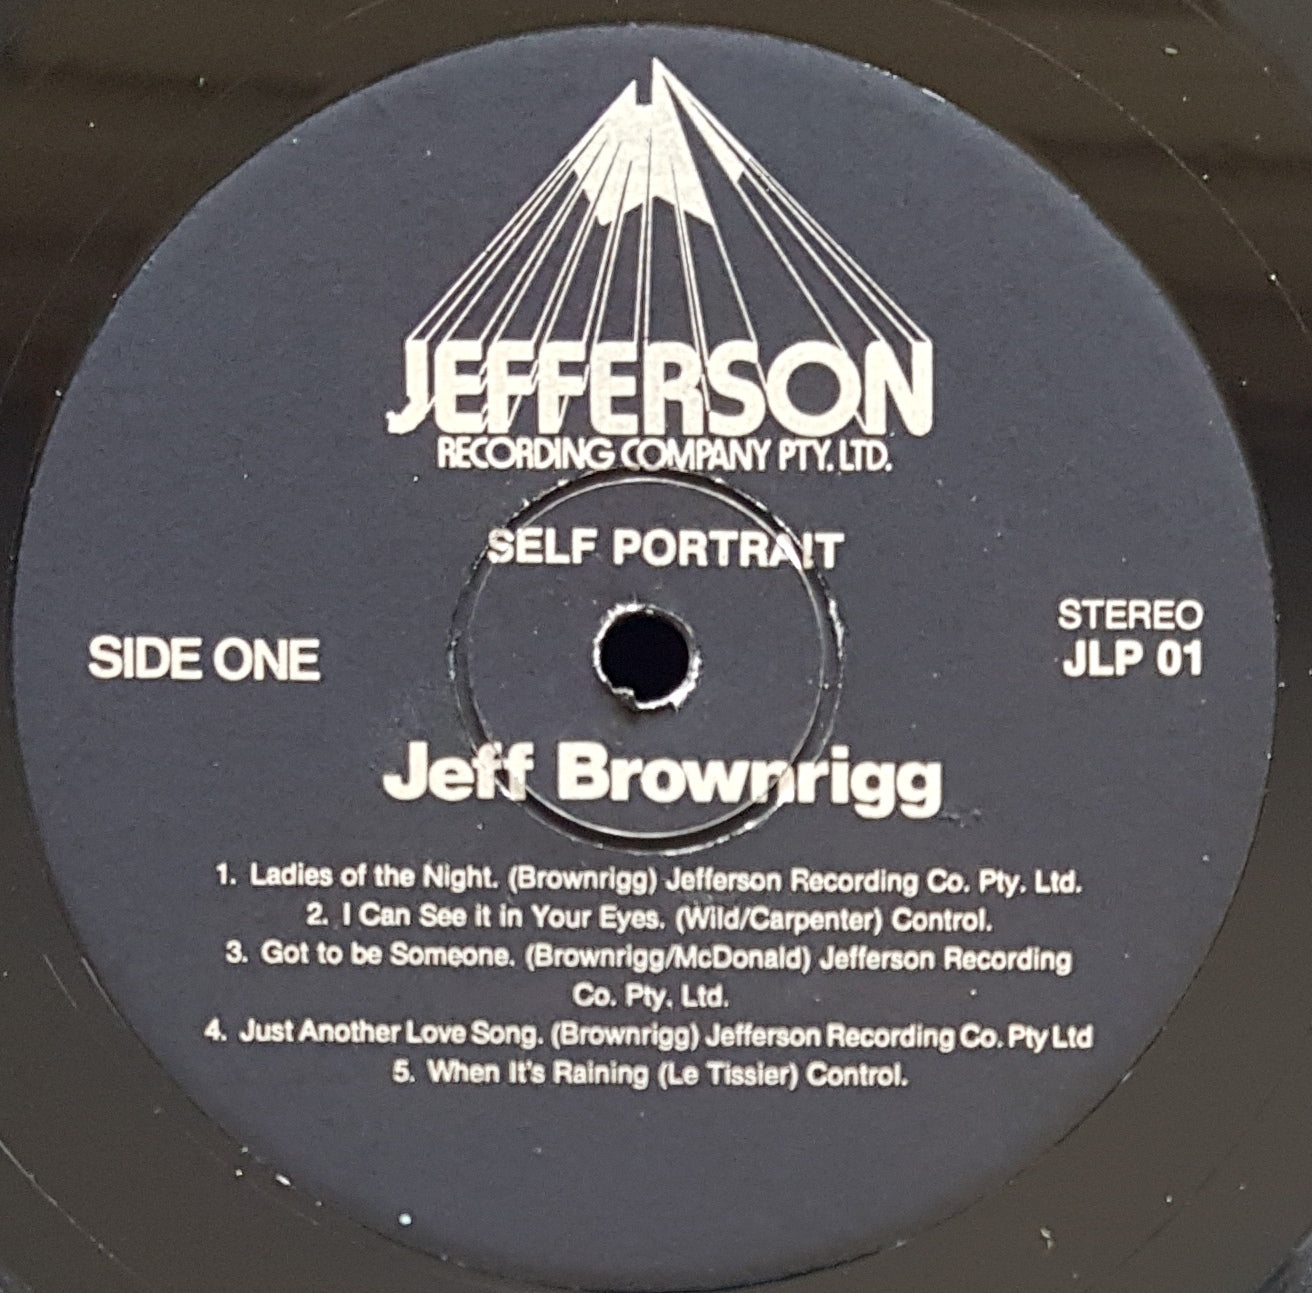 JEFFERSON
RECORDING COMPANY PTY. LTD.
SELF PORTRAIT
SIDE ONE
STEREO
JLP 01
Jeff Brownrigg
1. Ladies of the Night. (Brownrigg) Jefferson Recording Co. Pty. Ltd.
2. I Can See it in Your Eyes. (Wild/Carpenter) Control.
3. Got to be Someone. (Brownrigg/McDonald) Jefferson Recording
Co. Pty. Ltd.
4. Just Another Love Song. (Brownrigg) Jefferson Recording Co. Pty Ltd
5. When It's Raining (Le Tissier) Control.